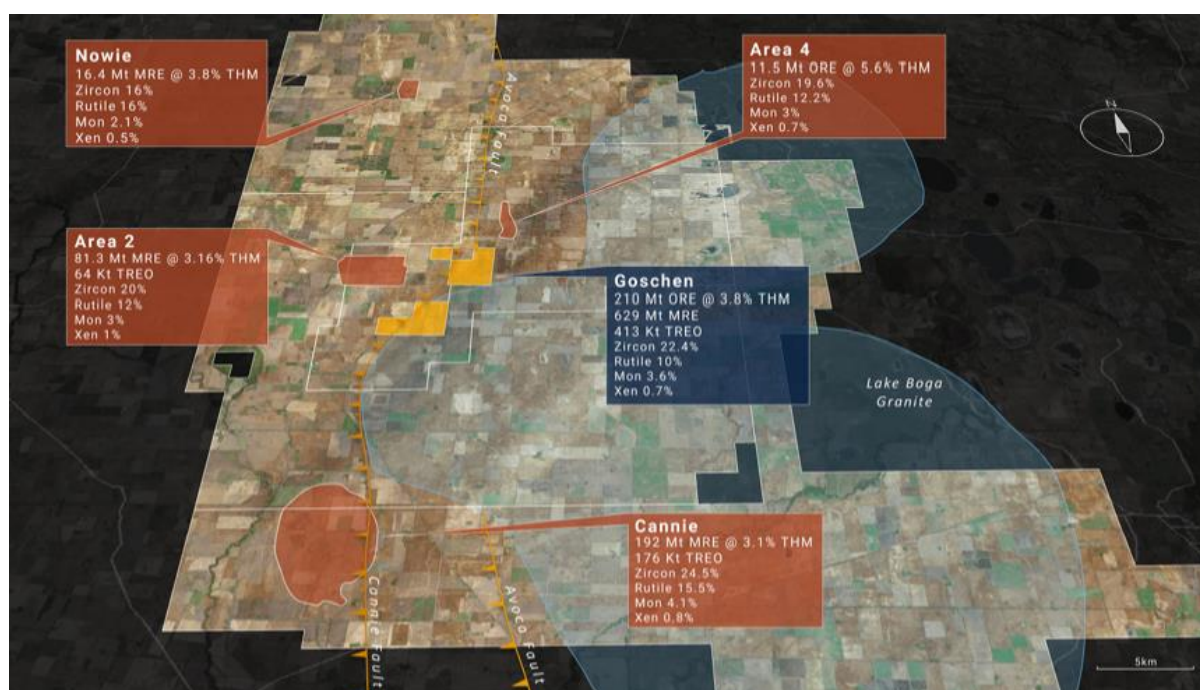 Nowie
16.4 Mt MRE @ 3.8% THM
Zircon 16%
Rutile 16%
Mon 2.1%
Xen 0.5%
Area 4
11.5 Mt ORE @ 5.6% THM
Zircon 19.6%
Rutile 12.2%
Mon 3%
Xen 0.7%
Avoca Fault
N
Area 2
81.3 Mt MRE @ 3.16% THM
64 Kt TREO
Zircon 20%
Rutile 12%
Mon 3%
Xen 1%
Goschen
210 Mt ORE @ 3.8% THM
629 Mt MRE
413 Kt TREO
Zircon 22.4%
Rutile 10%
Mon 3.6%
Xen 0.7%
Lake Boga
Granite
Cannie
192 Mt MRE @ 3.1% THM
176 Kt TREO
Zircon 24.5%
Rutile 15.5%
Mon 4.1%
Xen 0.8%
Cannie Fault
Avoca Fault
5km